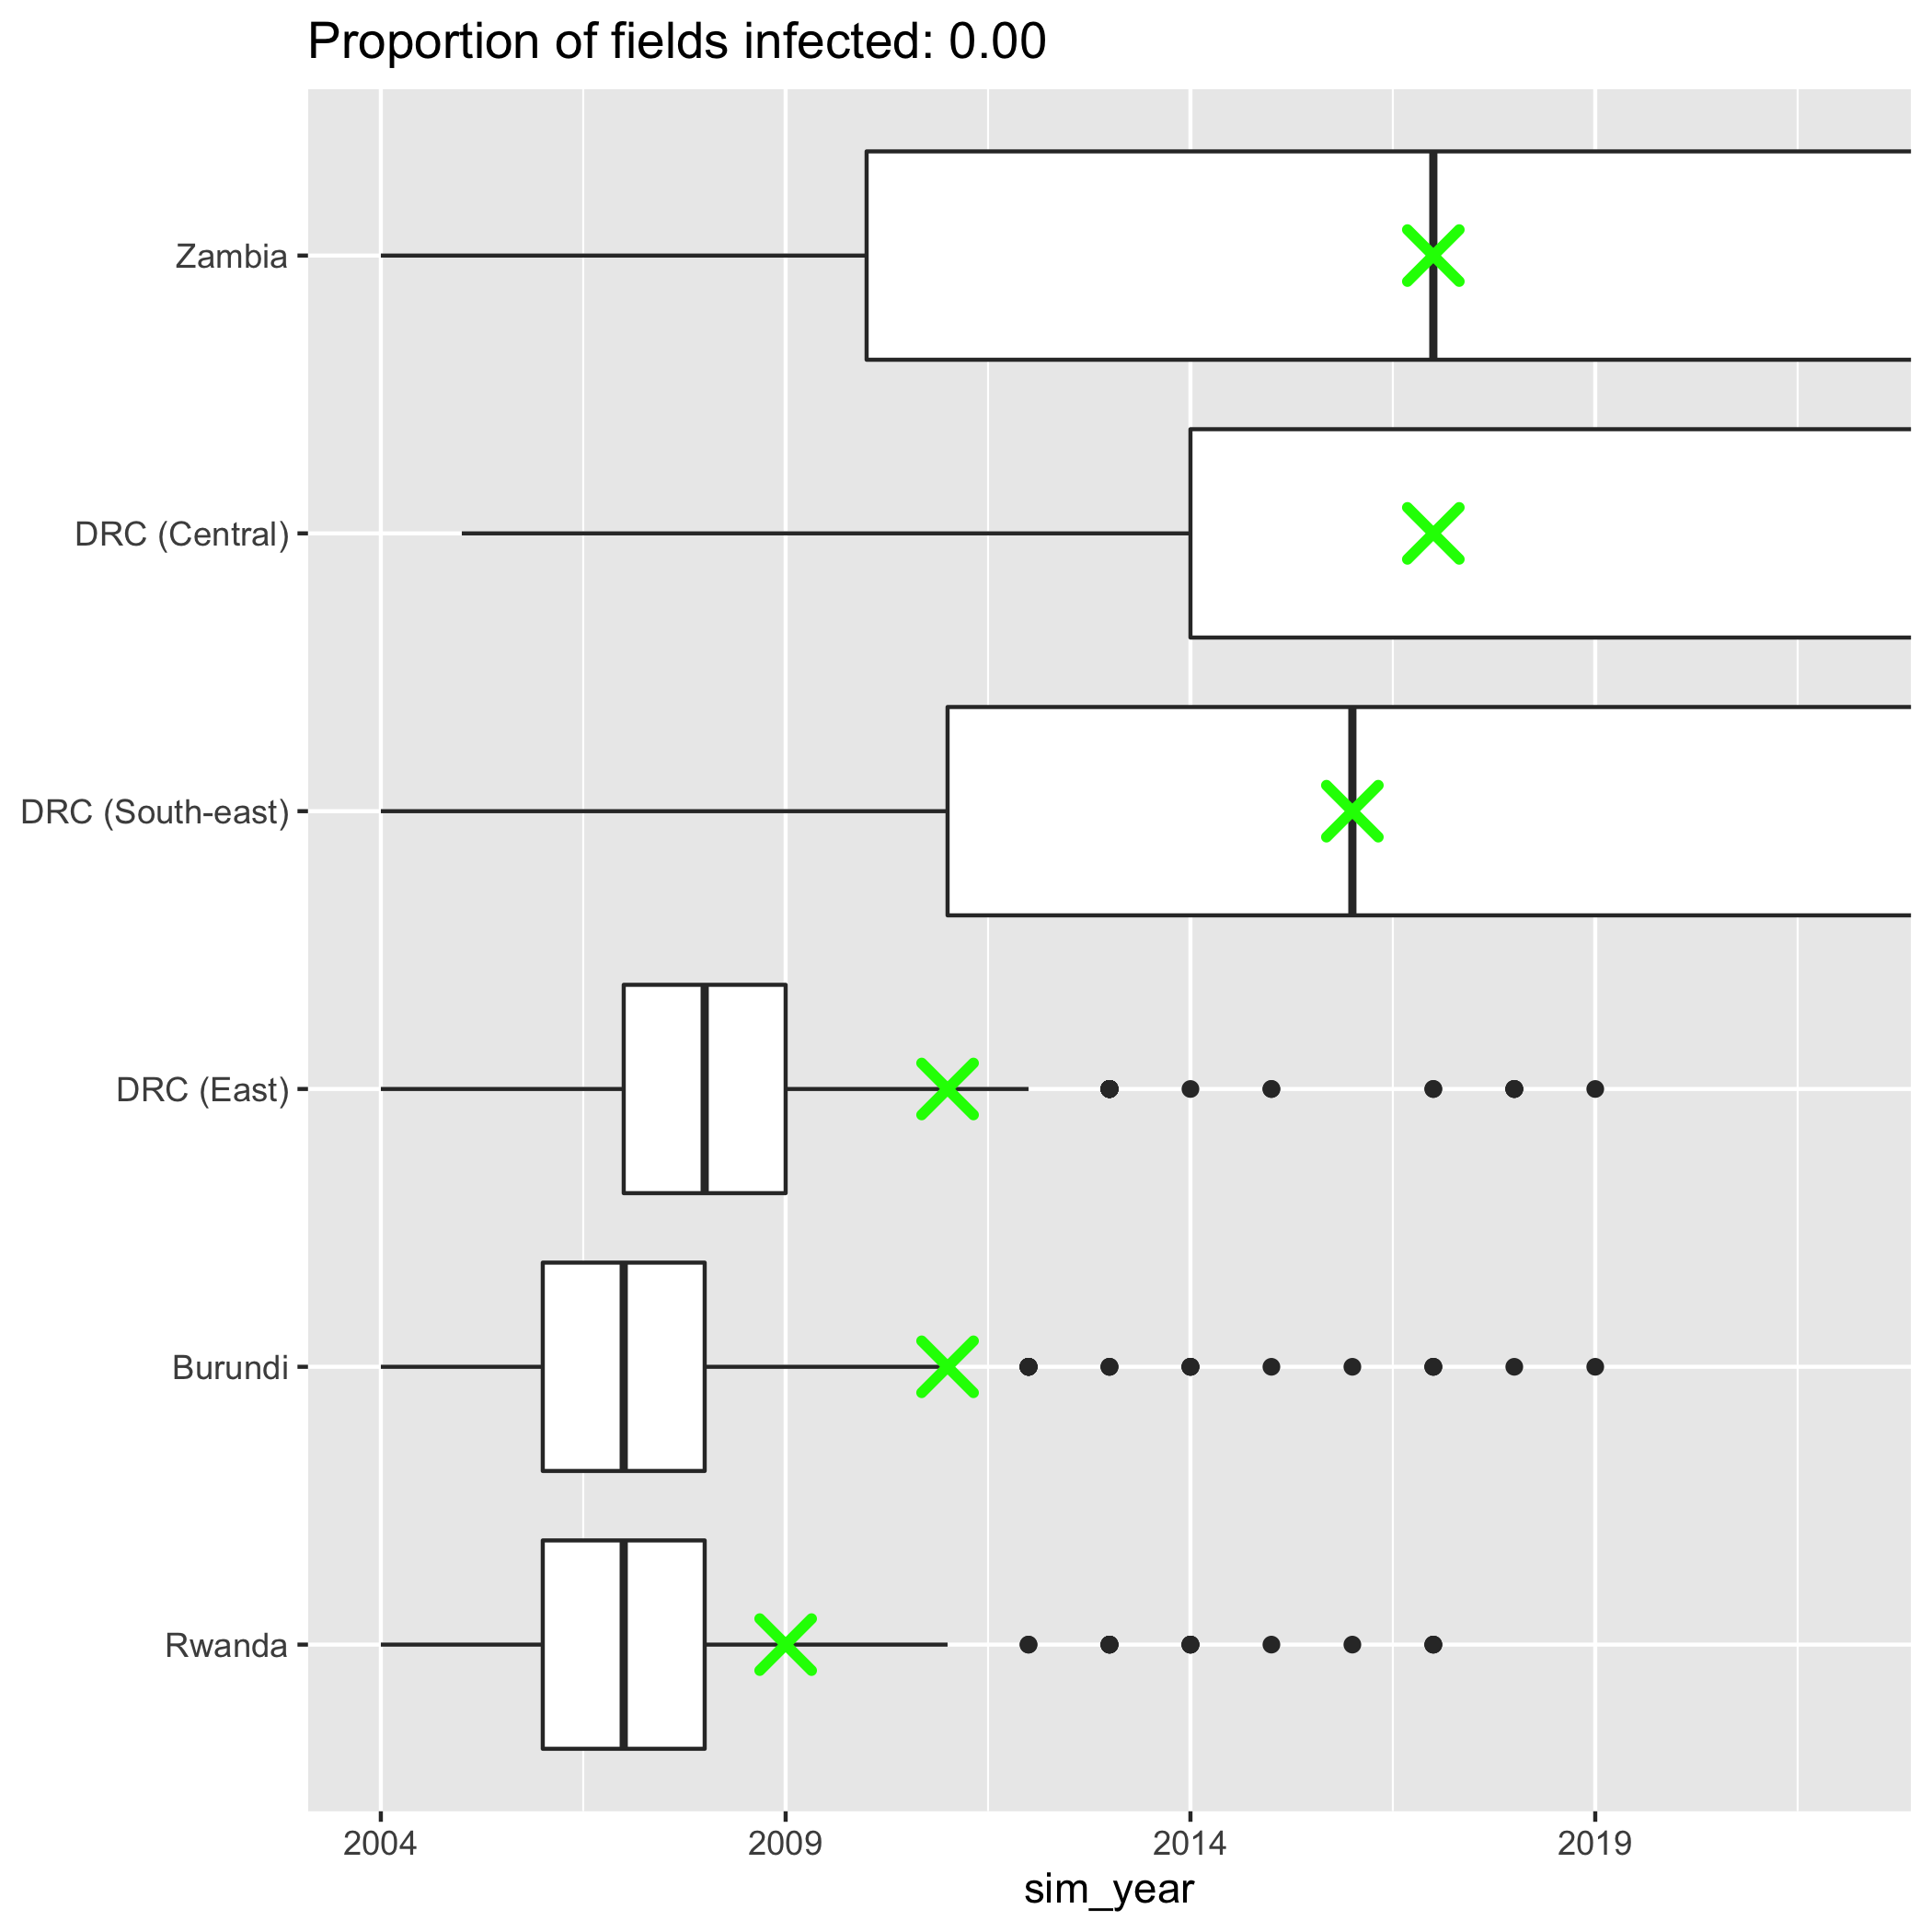 Proportion of fields infected: 0.00
Zambia
DRC (Central)
DRC (South-east)
DRC (East)
Burundi
Rwanda
2004 2009 2014 2019
sim_year